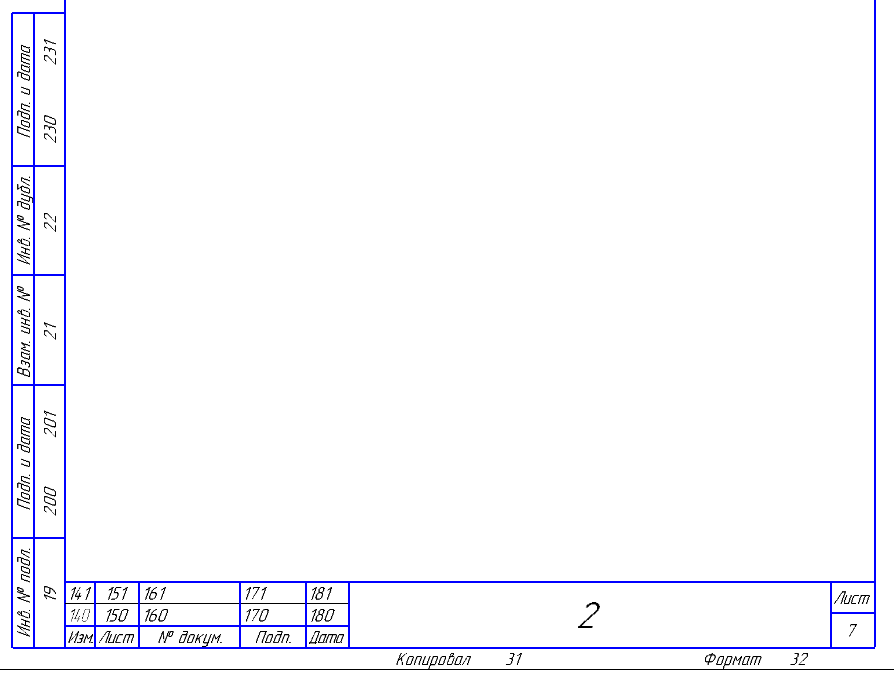 Подп. и дата
230 231
Инв. № дубл.
22
Взам. инв. №
21
Подп. и дата
200 201
Инв. № подл.
19
141 151 161 171 181
140 150 160 170 180
Изм. Лист № докум. Подп. Дата
2
Лист
7
Копировал 31 Формат 32